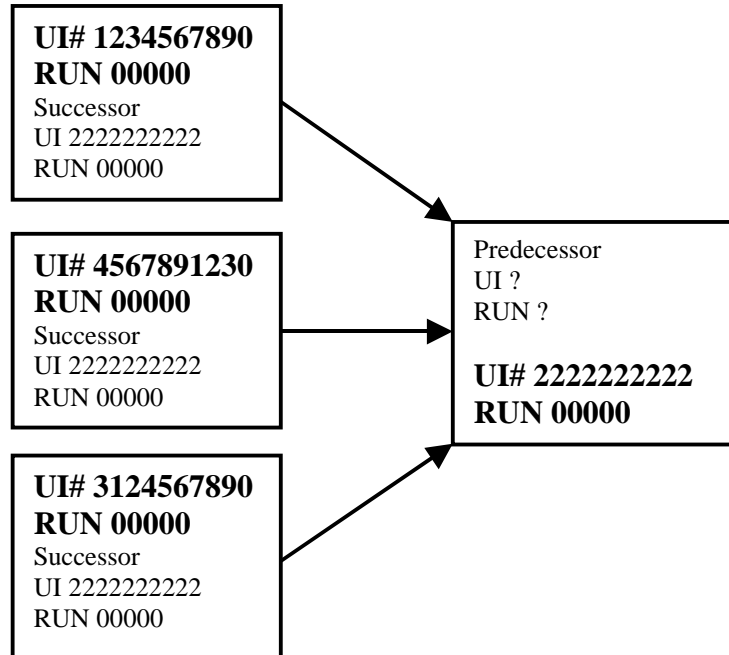 UI# 1234567890
RUN 00000
Successor
UI 2222222222
RUN 00000
UI# 4567891230
RUN 00000
Successor
UI 2222222222
RUN 00000
UI# 3124567890
RUN 00000
Successor
UI 2222222222
RUN 00000
Predecessor
UI ?
RUN ?
UI# 2222222222
RUN 00000